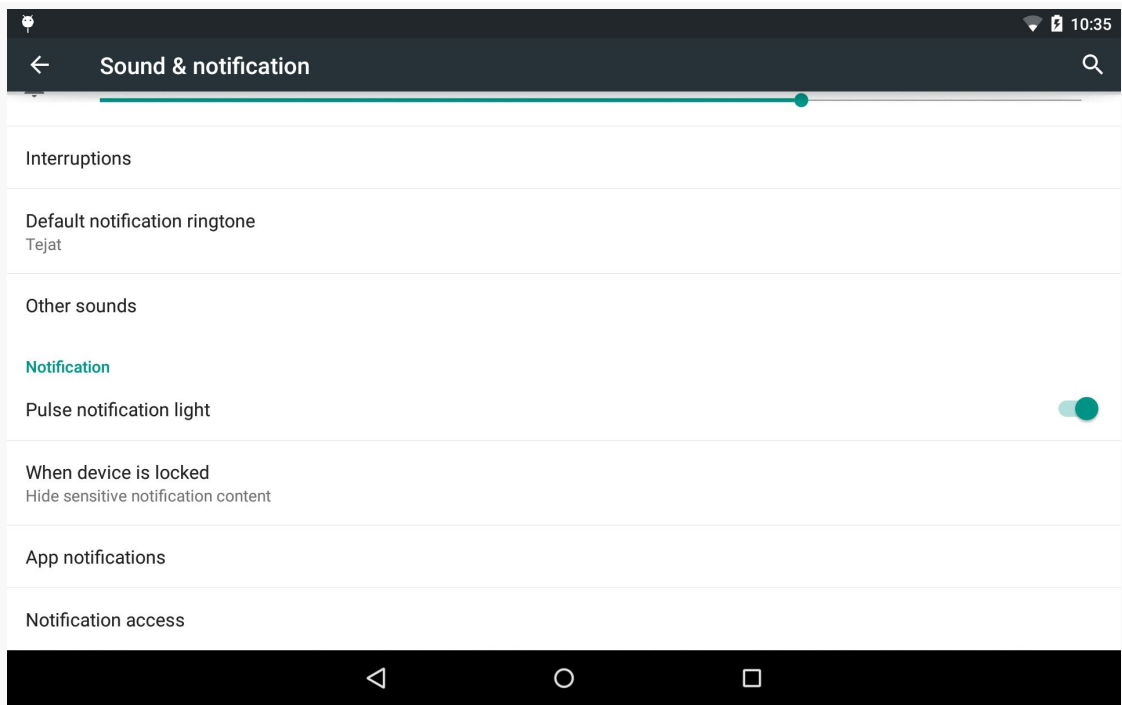 10:35
Sound & notification
Interruptions
Default notification ringtone
Tejat
Other sounds
Notification
Pulse notification light
When device is locked
Hide sensitive notification content
App notifications
Notification access